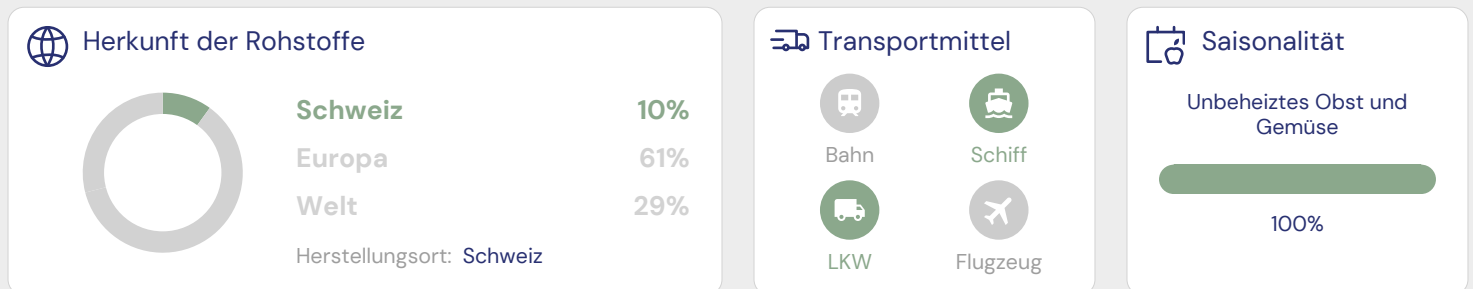 Herkunft der Rohstoffe
Schweiz 10%
Europa 61%
Welt 29%
Herstellungsort: Schweiz
Transportmittel
Bahn Schiff
LKW Flugzeug
Saisonalität
Unbeheiztes Obst und
Gemüse
100%